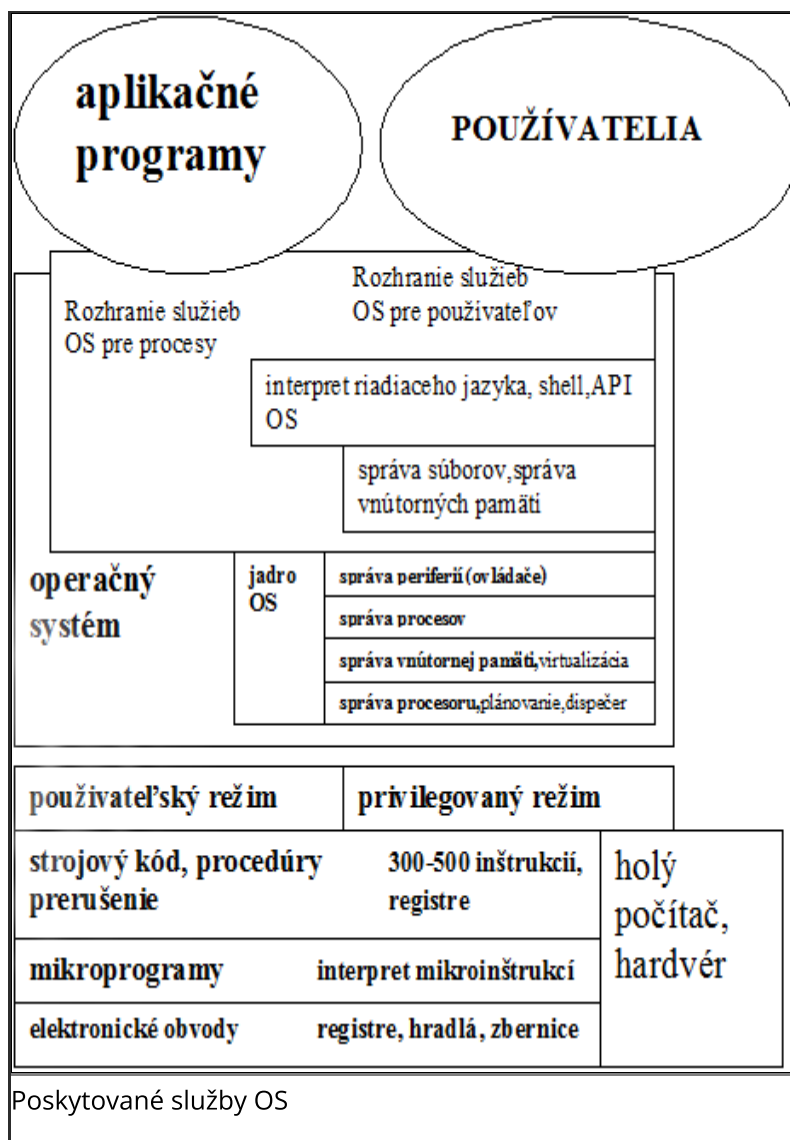 aplikačné
programy
POUŽÍVATELIA
Rozhranie služieb
OS pre procesy
Rozhranie služieb
OS pre použivateľov
interpret riadiaceho jazyka, shell,API
OS
správa súborov,správa
vnútorných pamäti
operačný
systém
jadro
OS
správa periferií(ovládače)
správa procesov
správa vnútornej pamäti,virtualizácia
správa procesoru,plánovanie,dispečer
použivateľský režim
privilegovaný režim
strojový kód, procedúry
prerušenie
300-500 inštrukcií,
registre
holý
počítač,
hardvér
mikroprogramy
interpret mikroinštrukcí
elektronické obvody
registre, hradlá, zbernice
Poskytované služby OS